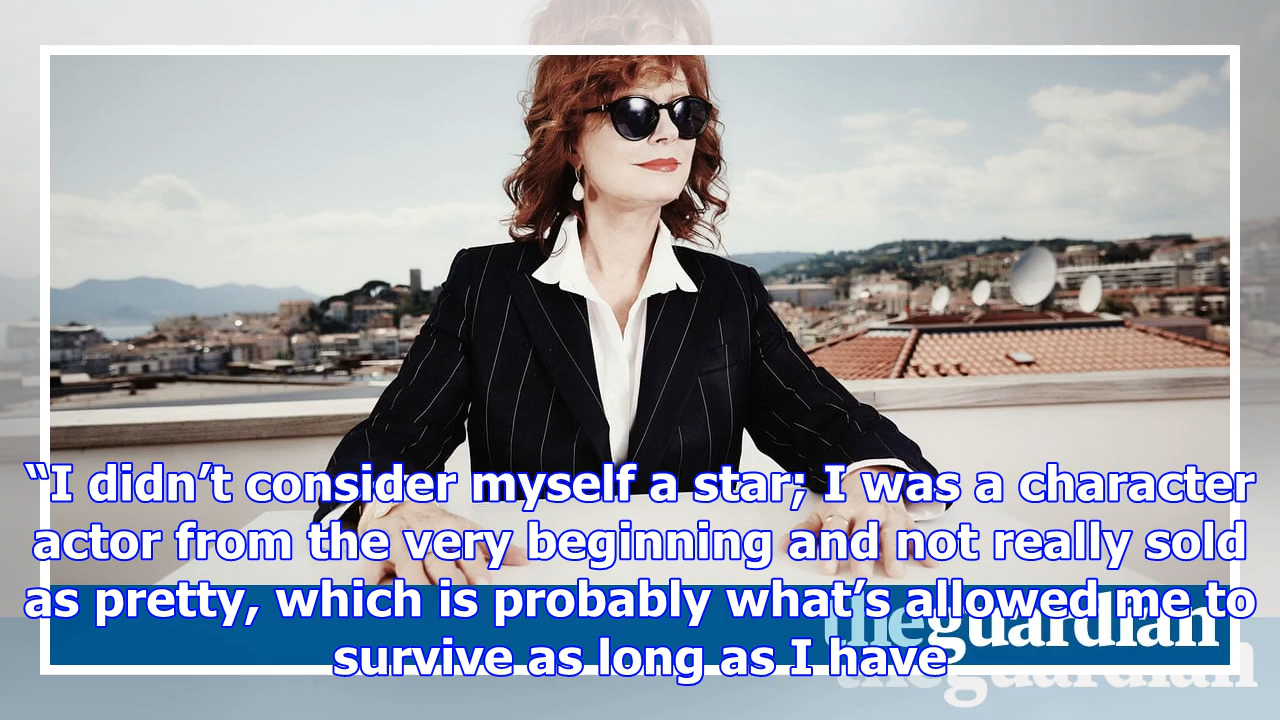 “I didn’t consider myself a star; I was a character
actor from the very beginning and not really sold
as pretty, which is probably what’s allowed me to
survive as long as I have
theguardian
theguardian